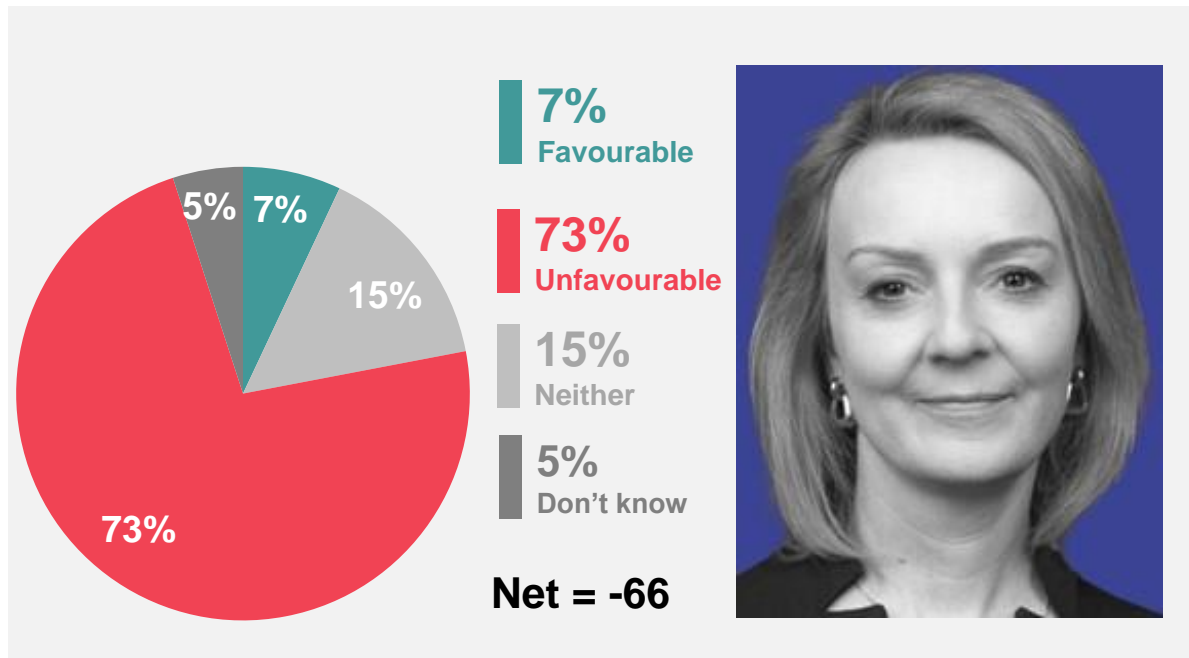 7%
Favourable
73%
Unfavourable
15%
Neither
5%
Don't know
Net = -66
5%
7%
15%
73%